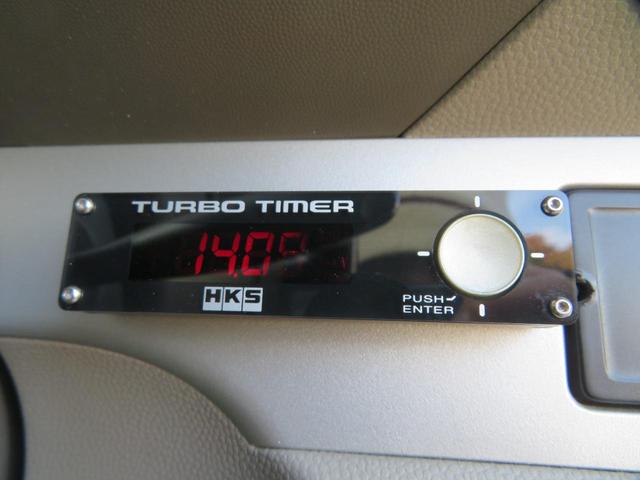 TURBO TIMER
14.0
HKS
PUSH
ENTER